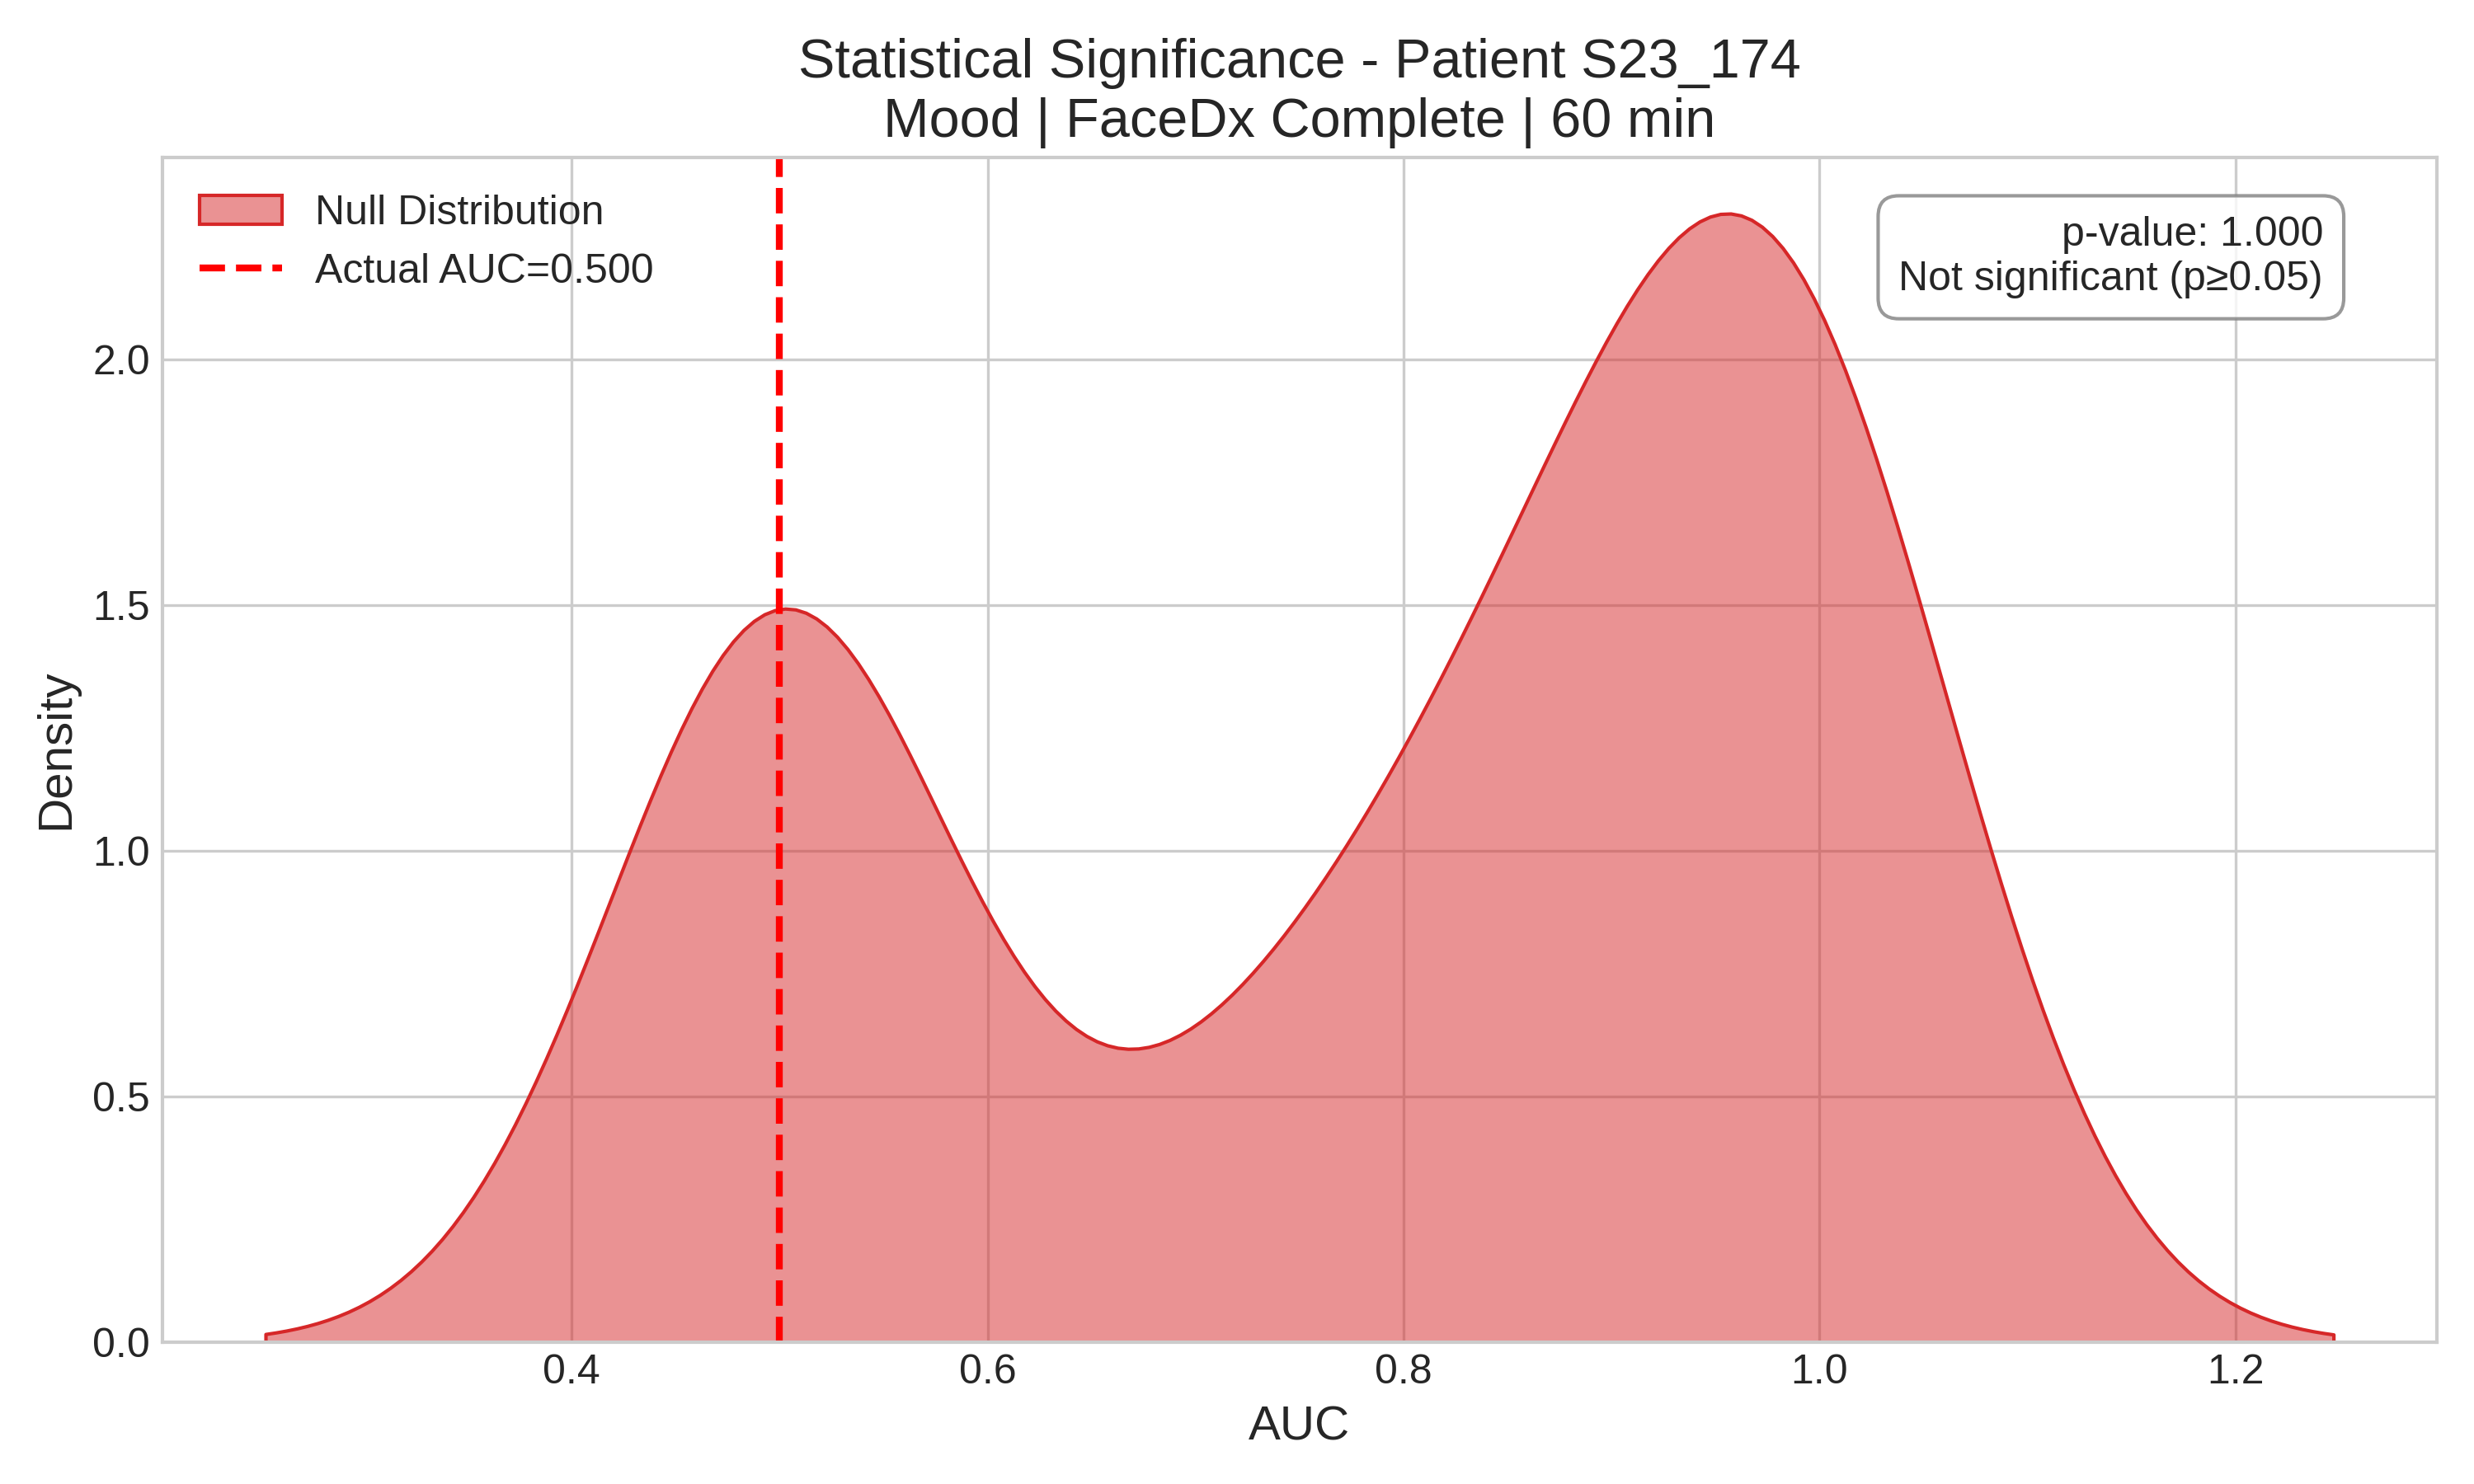 Statistical Significance - Patient S23_174
Mood | FaceDx Complete | 60 min
Null Distribution
Actual AUC=0.500
p-value: 1.000
Not significant (p≥0.05)
Density
2.0
1.5
1.0
0.5
0.0
0.4 0.6 0.8 1.0 1.2
AUC